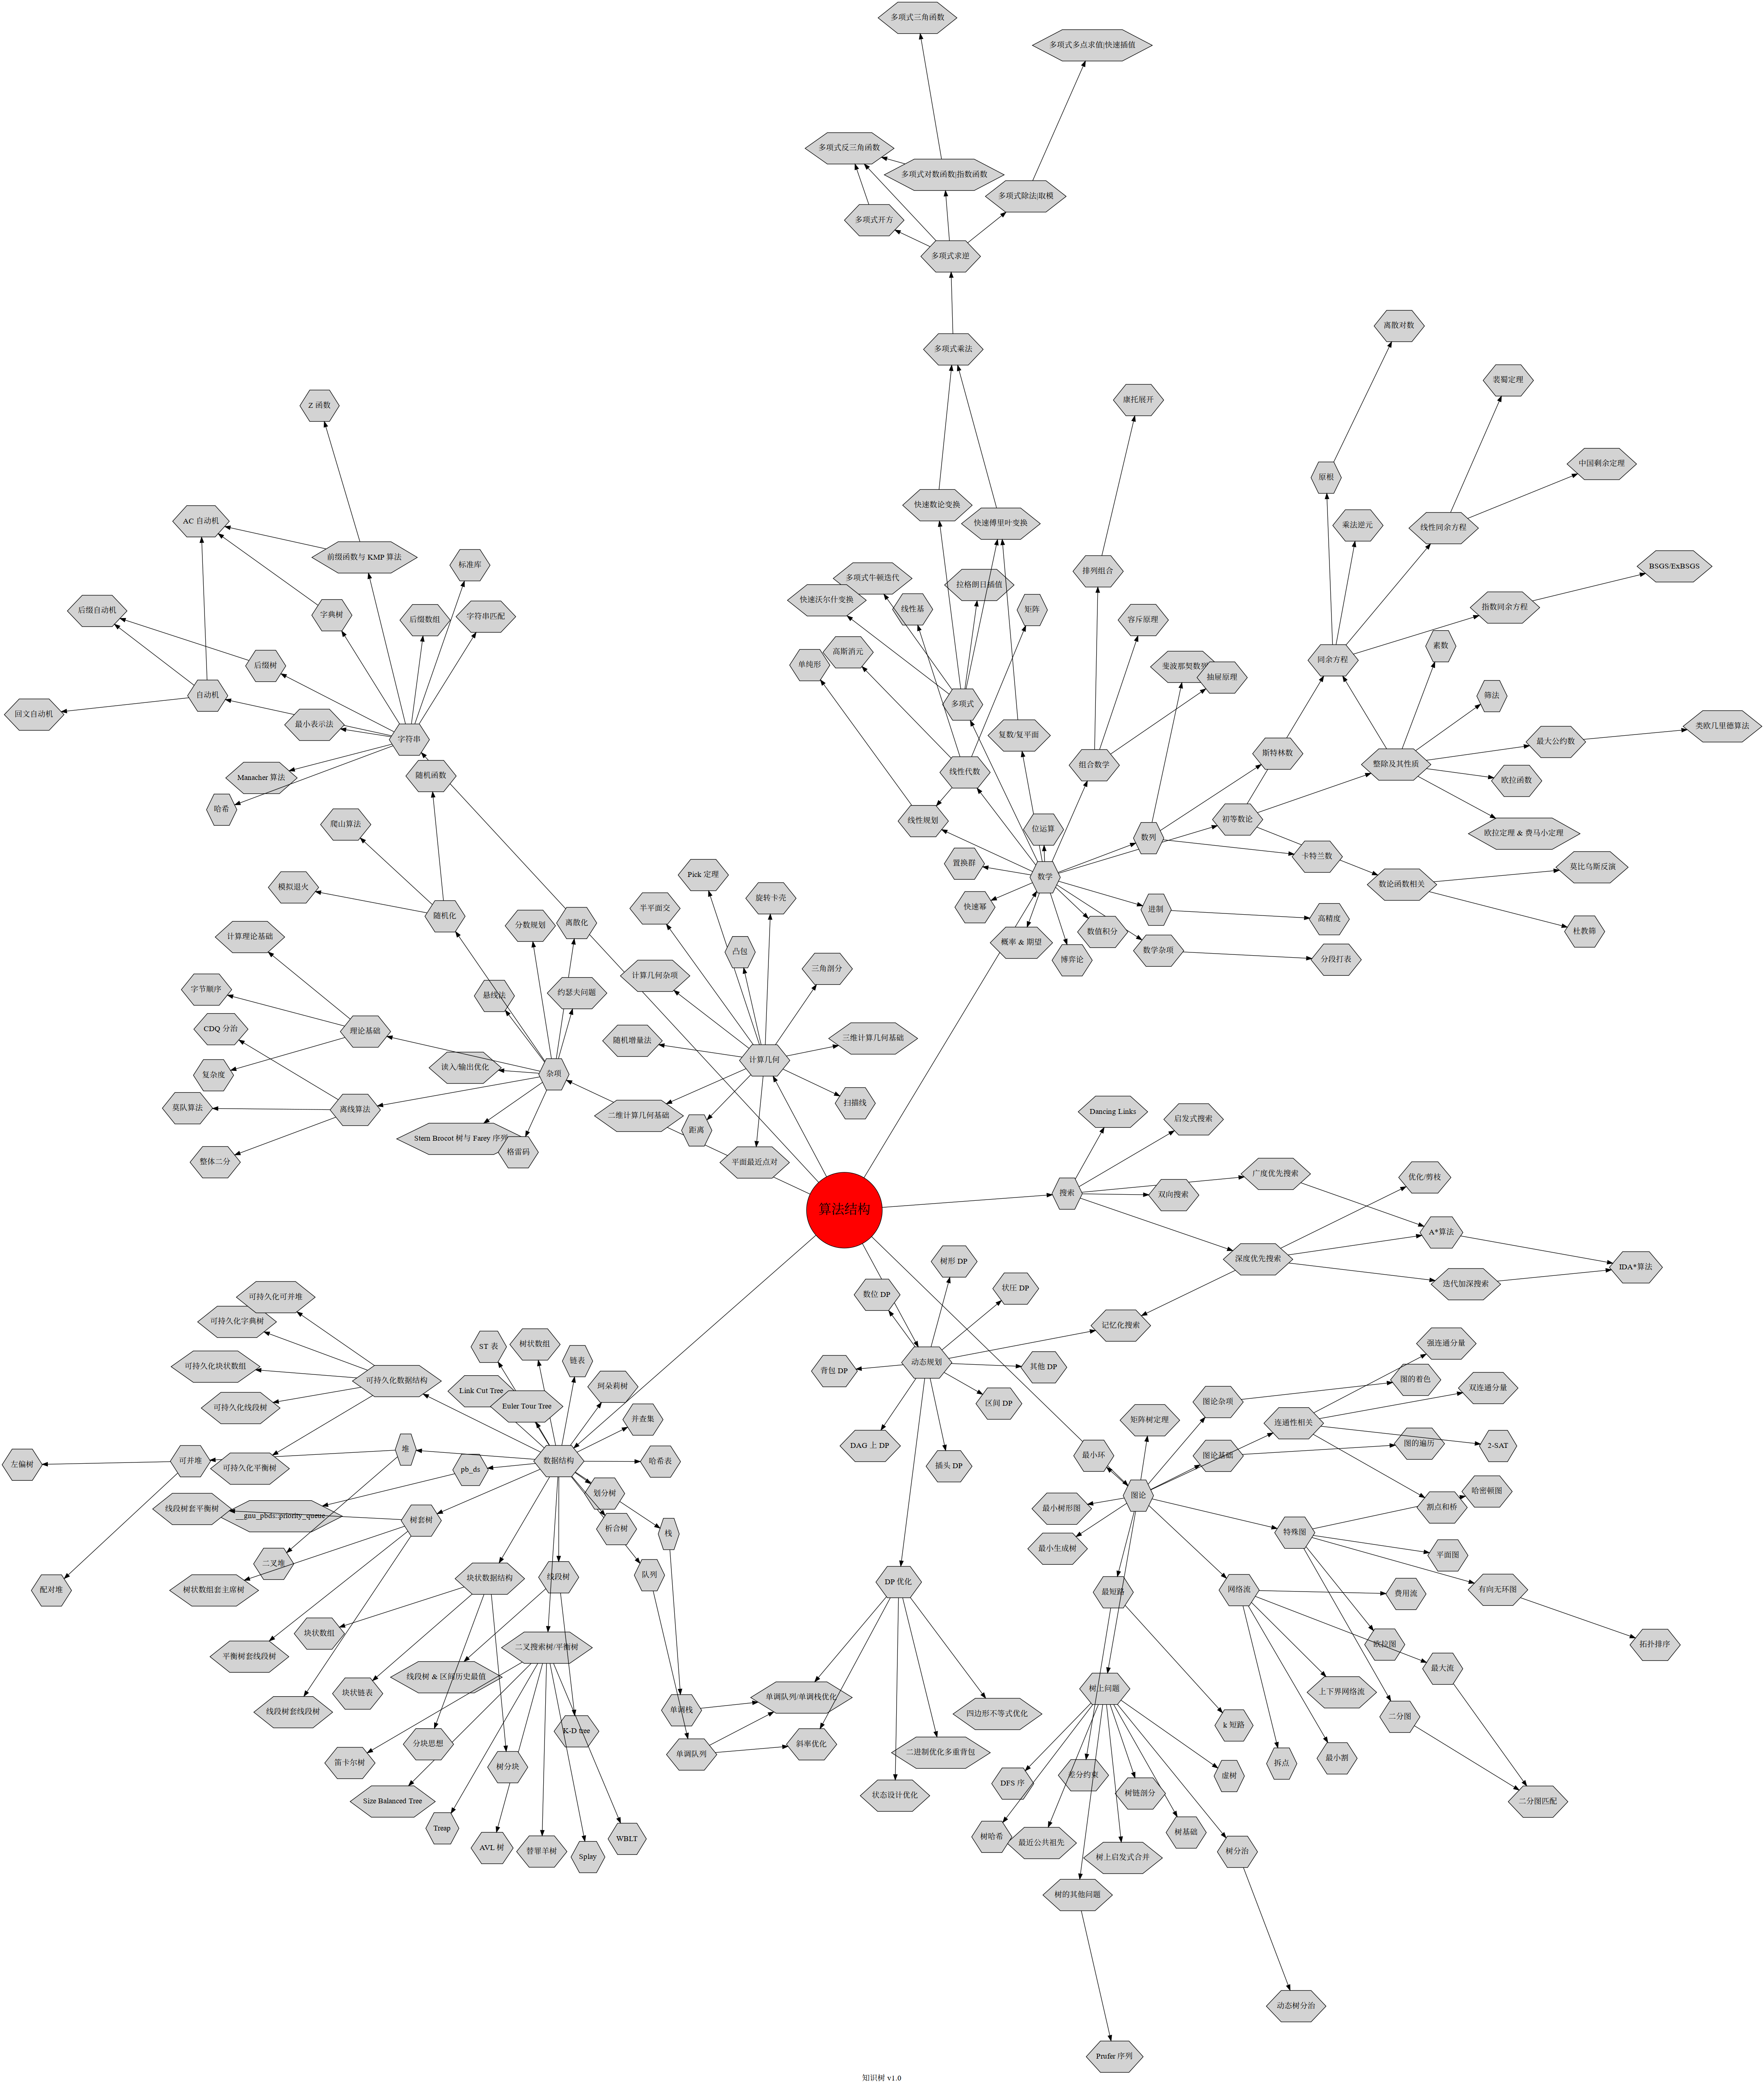 多项式三角函数
多项式多点求值|快速插值
多项式反三角函数
多项式对数函数|指数函数
多项式除法|取模
多项式开方
多项式求逆
离散对数
多项式乘法
裴蜀定理
康托展开
Z 函数
中国剩余定理
原根
快速数论变换
AC 自动机
快速傅里叶变换
乘法逆元
线性同余方程
前缀函数与 KMP 算法
标准库
BSGS/ExBSGS
排列组合
多项式牛顿迭代
拉格朗日插值
快速沃尔什变换
后缀自动机
字典树
后缀数组
字符串匹配
线性基
矩阵
指数同余方程
容斥原理
素数
高斯消元
单纯形
后缀树
同余方程
斐波那契数列
抽屉原理
自动机
多项式
筛法
回文自动机
最小表示法
类欧几里德算法
字符串
复数/复平面
最大公约数
斯特林数
组合数学
整除及其性质
随机函数
线性代数
Manacher 算法
欧拉函数
哈希
线性规划
位运算
初等数论
爬山算法
数列
欧拉定理 & 费马小定理
卡特兰数
置换群
莫比乌斯反演
Pick 定理
数学
模拟退火
数论函数相关
旋转卡壳
半平面交
快速幂
进制
随机化
高精度
分数规划
离散化
数值积分
杜教筛
计算理论基础
概率 & 期望
凸包
数学杂项
博弈论
分段打表
三角剖分
计算几何杂项
字节顺序
悬线法
约瑟夫问题
CDQ 分治
理论基础
三维计算几何基础
随机增量法
计算几何
读入/输出优化
复杂度
杂项
扫描线
莫队算法
离线算法
二维计算几何基础
Dancing Links
启发式搜索
距离
Stern Brocot 树与 Farey 序列
格雷码
整体二分
平面最近点对
广度优先搜索
优化/剪枝
搜索
双向搜索
算法结构
A*算法
深度优先搜索
树形 DP
IDA*算法
迭代加深搜索
状压 DP
数位 DP
可持久化可并堆
可持久化字典树
记忆化搜索
ST 表
树状数组
强连通分量
链表
动态规划
可持久化块状数组
其他 DP
背包 DP
可持久化数据结构
图的着色
珂朵莉树
双连通分量
Link Cut Tree
图论杂项
区间 DP
Euler Tour Tree
可持久化线段树
并查集
矩阵树定理
连通性相关
图的遍历
2-SAT
DAG 上 DP
堆
最小环
图论基础
数据结构
哈希表
可并堆
左偏树
插头 DP
可持久化平衡树
pb_ds
哈密顿图
划分树
图论
割点和桥
最小树形图
线段树套平衡树
__gnu_pbds::priority_queue
树套树
析合树
栈
特殊图
最小生成树
平面图
二叉堆
队列
线段树
块状数据结构
DP 优化
配对堆
树状数组套主席树
最短路
网络流
费用流
有向无环图
块状数组
二叉搜索树/平衡树
欧拉图
拓扑排序
平衡树套线段树
最大流
线段树 & 区间历史最值
树上问题
块状链表
上下界网络流
单调队列/单调栈优化
单调栈
线段树套线段树
四边形不等式优化
二分图
k 短路
K-D tree
分块思想
斜率优化
二进制优化多重背包
单调队列
最小割
笛卡尔树
拆点
树分块
差分约束
虚树
DFS 序
树链剖分
状态设计优化
Size Balanced Tree
二分图匹配
Treap
树基础
树哈希
WBLT
最近公共祖先
AVL 树
替罪羊树
树分治
Splay
树上启发式合并
树的其他问题
动态树分治
Prufer 序列
知识树 v1.0